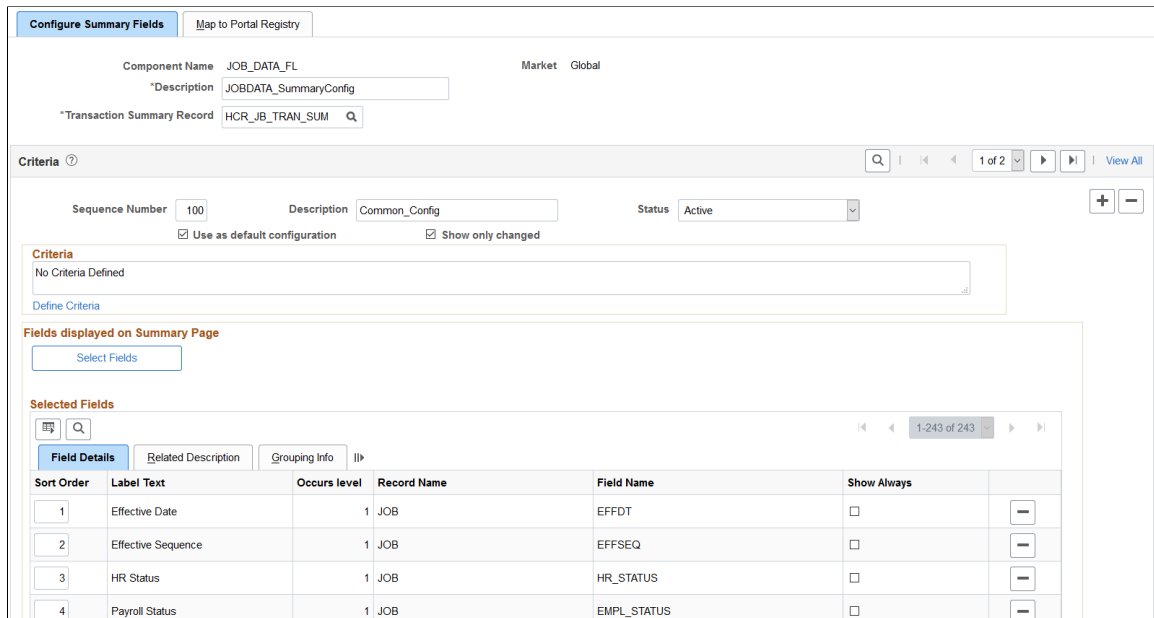 Configure Summary Fields Map to Portal Registry
Component Name JOB_DATA_FL Market Global
*Description JOBDATA_SummaryConfig
*Transaction Summary Record HCR_JB_TRAN_SUM
Criteria ? 1 of 2 View All
Sequence Number 100 Description Common_Config Status Active
Use as default configuration Show only changed
Criteria
No Criteria Defined
Define Criteria
Fields displayed on Summary Page
Select Fields
Selected Fields
1-243 of 243
Field Details Related Description Grouping Info
Sort Order Label Text Occurs level Record Name Field Name Show Always
1 Effective Date 1 JOB EFFDT
2 Effective Sequence 1 JOB EFFSEQ
3 HR Status 1 JOB HR_STATUS
4 Payroll Status 1 JOB EMPL_STATUS